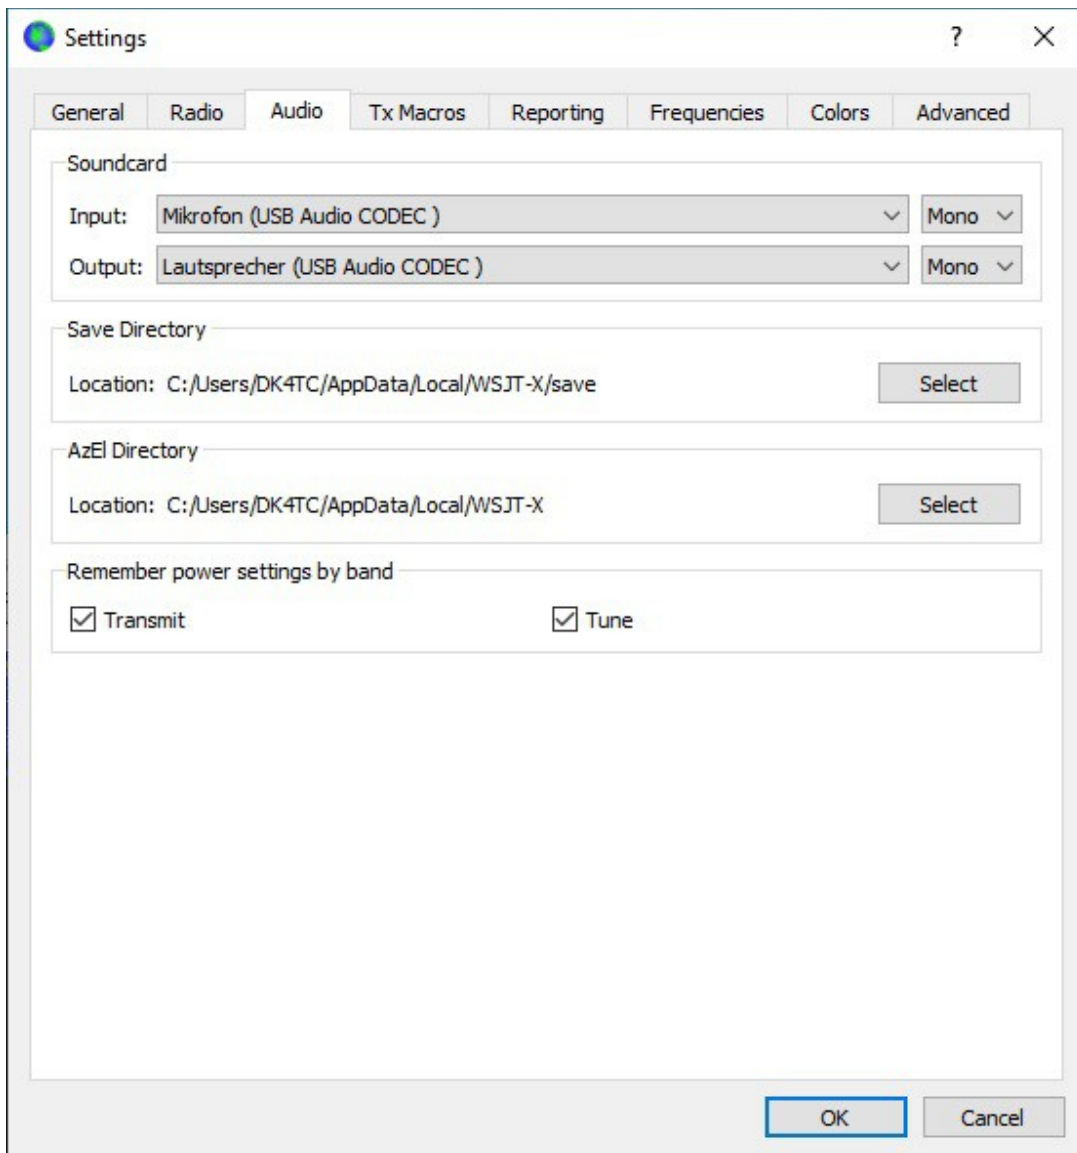 Settings ?
General Radio Audio Tx Macros Reporting Frequencies Colors Advanced
Soundcard
Input: Mikrofon (USB Audio CODEC ) Mono
Output: Lautsprecher (USB Audio CODEC ) Mono
Save Directory
Location: C:/Users/DK4TC/AppData/Local/WSJT-X/save Select
AzEl Directory
Location: C:/Users/DK4TC/AppData/Local/WSJT-X Select
Remember power settings by band
Transmit Tune
OK Cancel